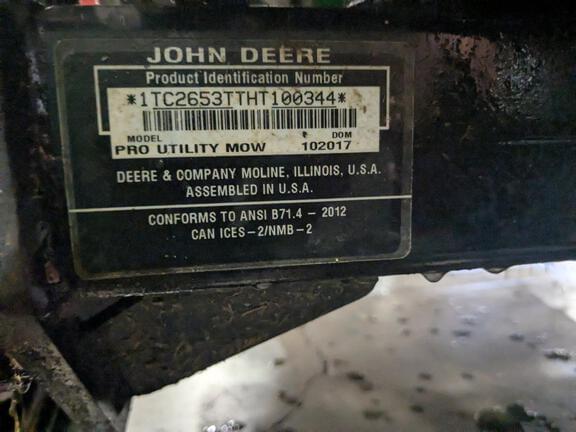 JOHN DEERE
Product Identification Number
*1TC2653TTHT100344*
MODEL DOM
PRO UTILITY MOW 102017
DEERE & COMPANY MOLINE, ILLINOIS, U.S.A.
ASSEMBLED IN U.S.A.
CONFORMS TO ANSI B71.4 – 2012
CAN ICES–2/NMB–2